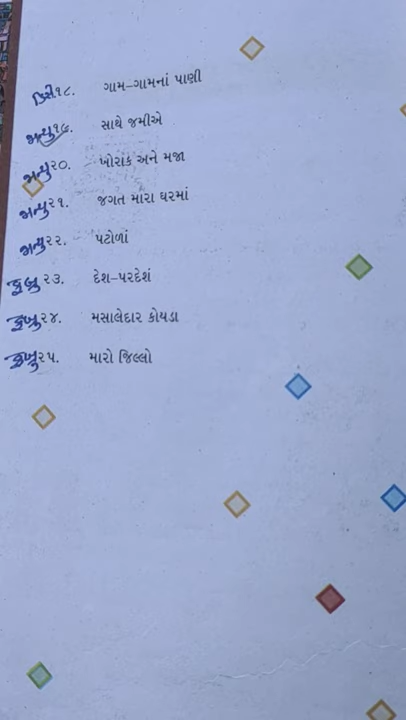 ડિસે ૧૮. ગામ-ગામનાં પાણી
જાન્યુ ૧૯. સાથે જમીએ
જાન્યુ ૨૦. ખોરાક અને મજા
જાન્યુ ૨૧. જગત મારા ઘરમાં
જાન્યુ ૨૨. પટોળાં
ફેબ્રુ ૨૩. દેશ-પરદેશં
ફેબ્રુ ૨૪. મસાલેદાર કોયડા
ફેબ્રુ ૨૫. મારો જિલ્લો